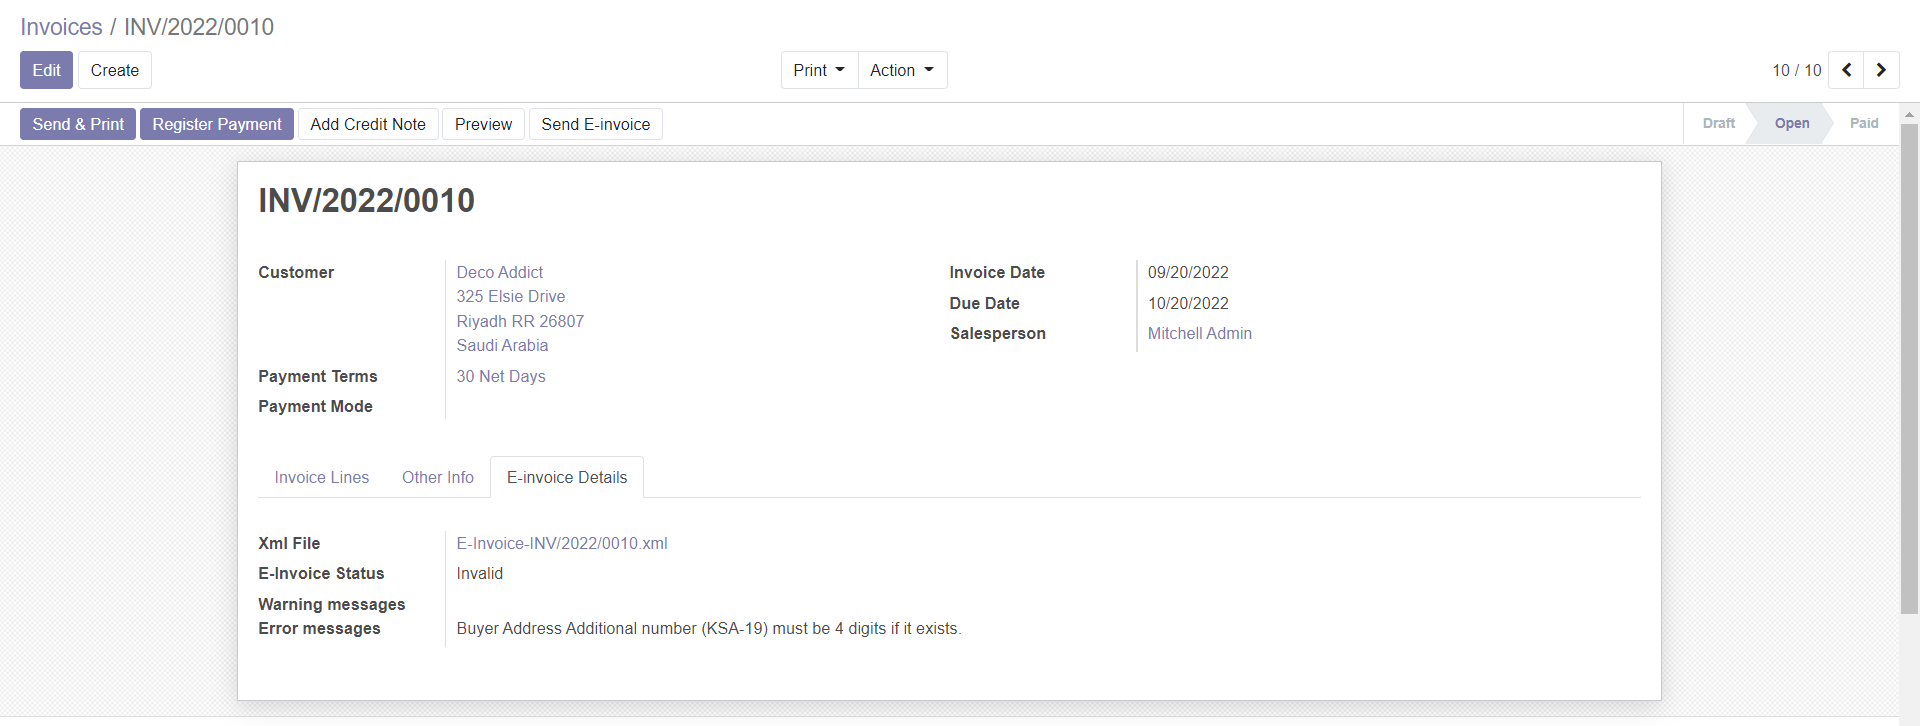 Invoices / INV/2022/0010
Edit Create Print Action 10 / 10
Send & Print Register Payment Add Credit Note Preview Send E-invoice Draft Open Paid
INV/2022/0010
Customer Deco Addict Invoice Date 09/20/2022
325 Elsie Drive
Due Date 10/20/2022
Riyadh RR 26807
Salesperson Mitchell Admin
Saudi Arabia
Payment Terms 30 Net Days
Payment Mode
Invoice Lines Other Info E-invoice Details
Xml File E-Invoice-INV/2022/0010.xml
E-Invoice Status Invalid
Warning messages
Error messages Buyer Address Additional number (KSA-19) must be 4 digits if it exists.